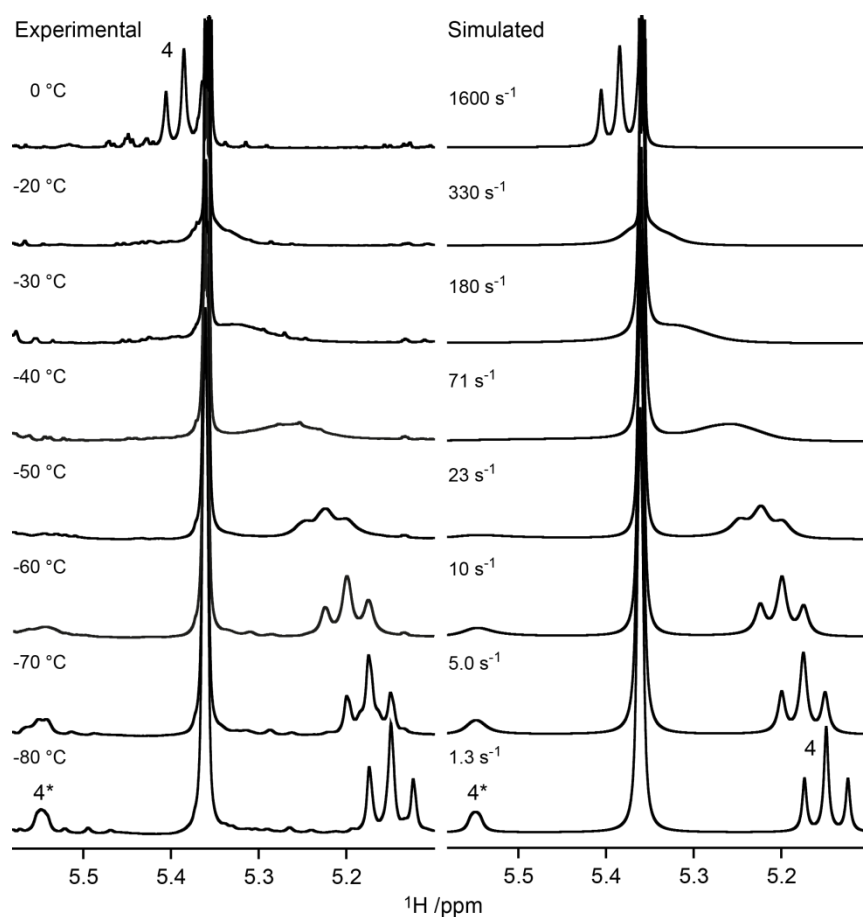 Experimental
4
0 °C
-20 °C
-30 °C
-40 °C
-50 °C
-60 °C
-70 °C
-80 °C
4*
5.5 5.4 5.3 5.2
Simulated
1600 s-1
330 s-1
180 s-1
71 s-1
23 s-1
10 s-1
5.0 s-1
1.3 s-1
4
4*
5.5 5.4 5.3 5.2
1H /ppm